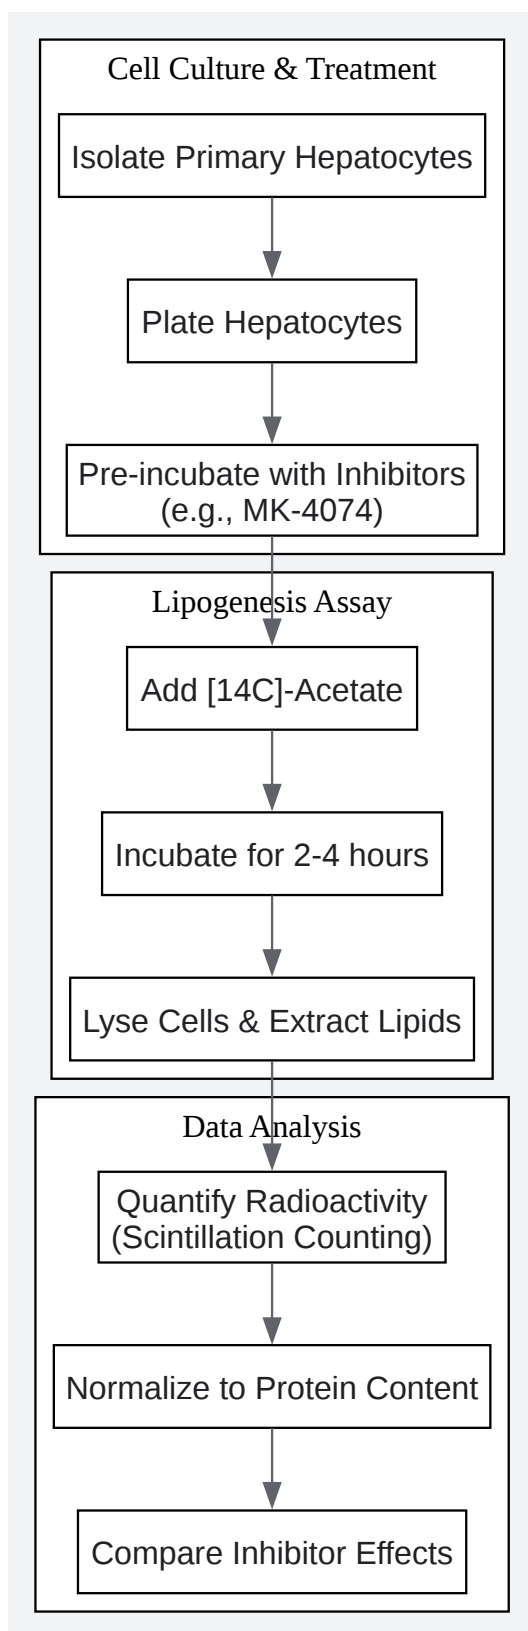 Cell Culture & Treatment
Isolate Primary Hepatocytes
Plate Hepatocytes
Pre-incubate with Inhibitors
(e.g., MK-4074)
Lipogenesis Assay
Add [14C]-Acetate
Incubate for 2-4 hours
Lyse Cells & Extract Lipids
Data Analysis
Quantify Radioactivity
(Scintillation Counting)
Normalize to Protein Content
Compare Inhibitor Effects